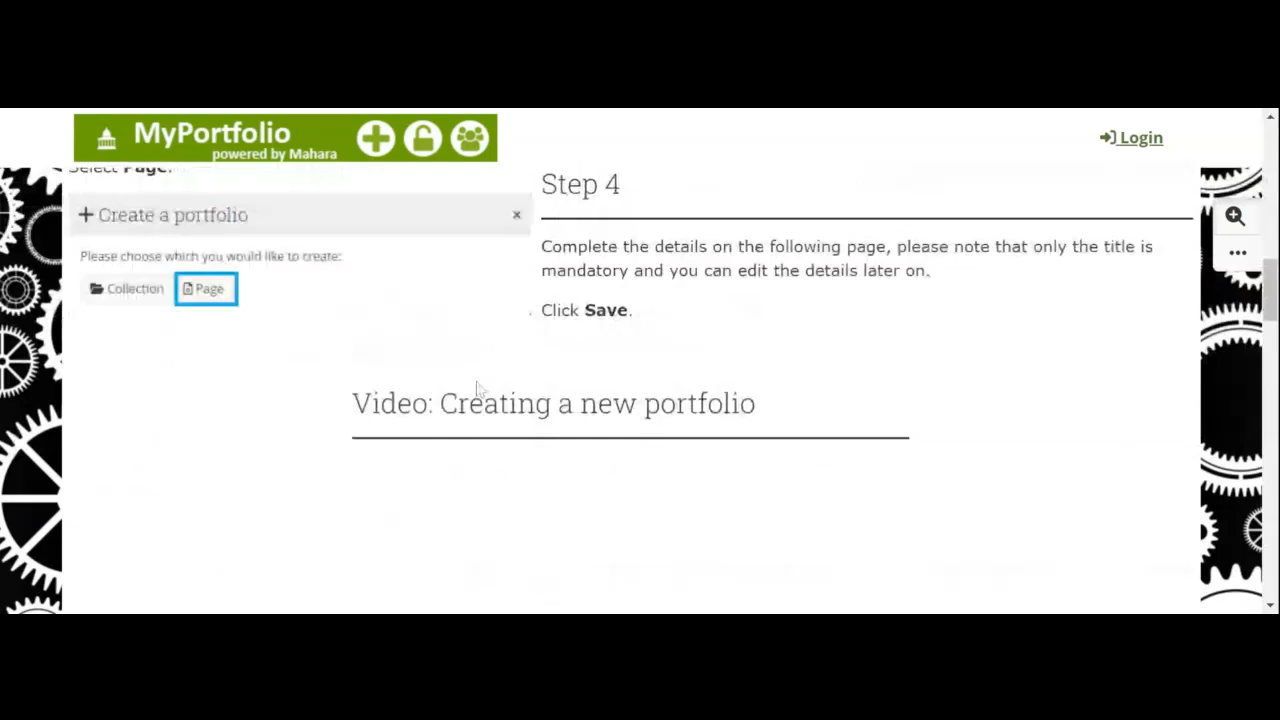 MyPortfolio
powered by Mahara
Login
Select Page.
Step 4
Create a portfolio
Complete the details on the following page, please note that only the title is
mandatory and you can edit the details later on.
Please choose which you would like to create:
Collection
Page
Click Save.
Video: Creating a new portfolio